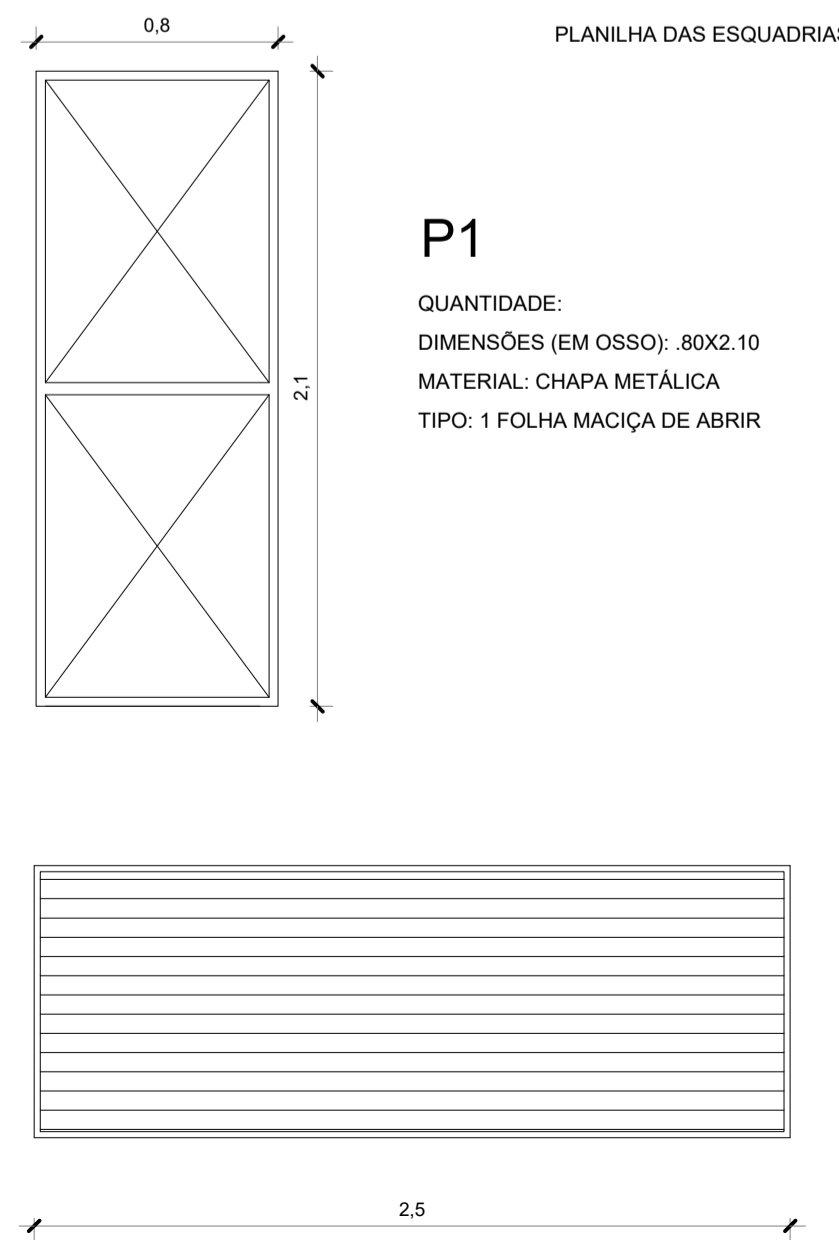 0,8
PLANILHA DAS ESQUADRIAS
2,1
P1
QUANTIDADE:
DIMENSÕES (EM OSSO): .80X2.10
MATERIAL: CHAPA METÁLICA
TIPO: 1 FOLHA MACIÇA DE ABRIR
2,5